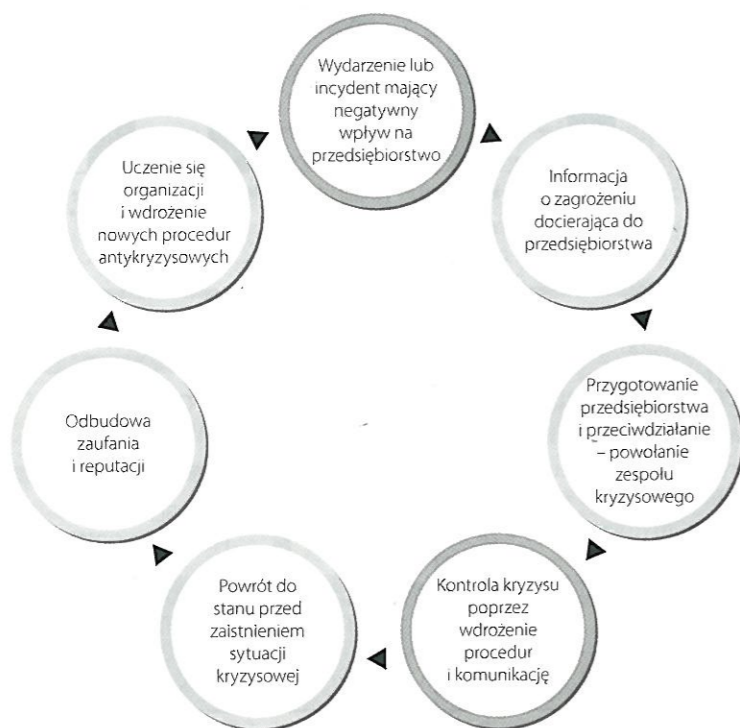 Wydarzenie lub
incydent mający
negatywny
wpływ na
przedsiębiorstwo
Informacja
o zagrożeniu
docierająca do
przedsiębiorstwa
Przygotowanie
przedsiębiorstwa
i przeciwdziałanie
– powołanie
zespołu
kryzysowego
Kontrola kryzysu
poprzez
wdrożenie
procedur
i komunikację
Powrót do
stanu przed
zaistnieniem
sytuacji
kryzysowej
Odbudowa
zaufania
i reputacji
Uczenie się
organizacji
i wdrożenie
nowych procedur
antykryzysowych